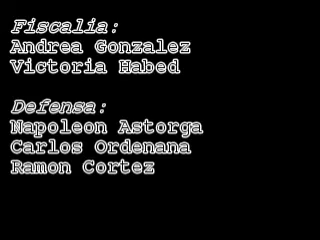 Fiscalia:
Andrea Gonzalez
Victoria Habed
Defensa:
Napoleon Astorga
Carlos Ordenana
Ramon Cortez